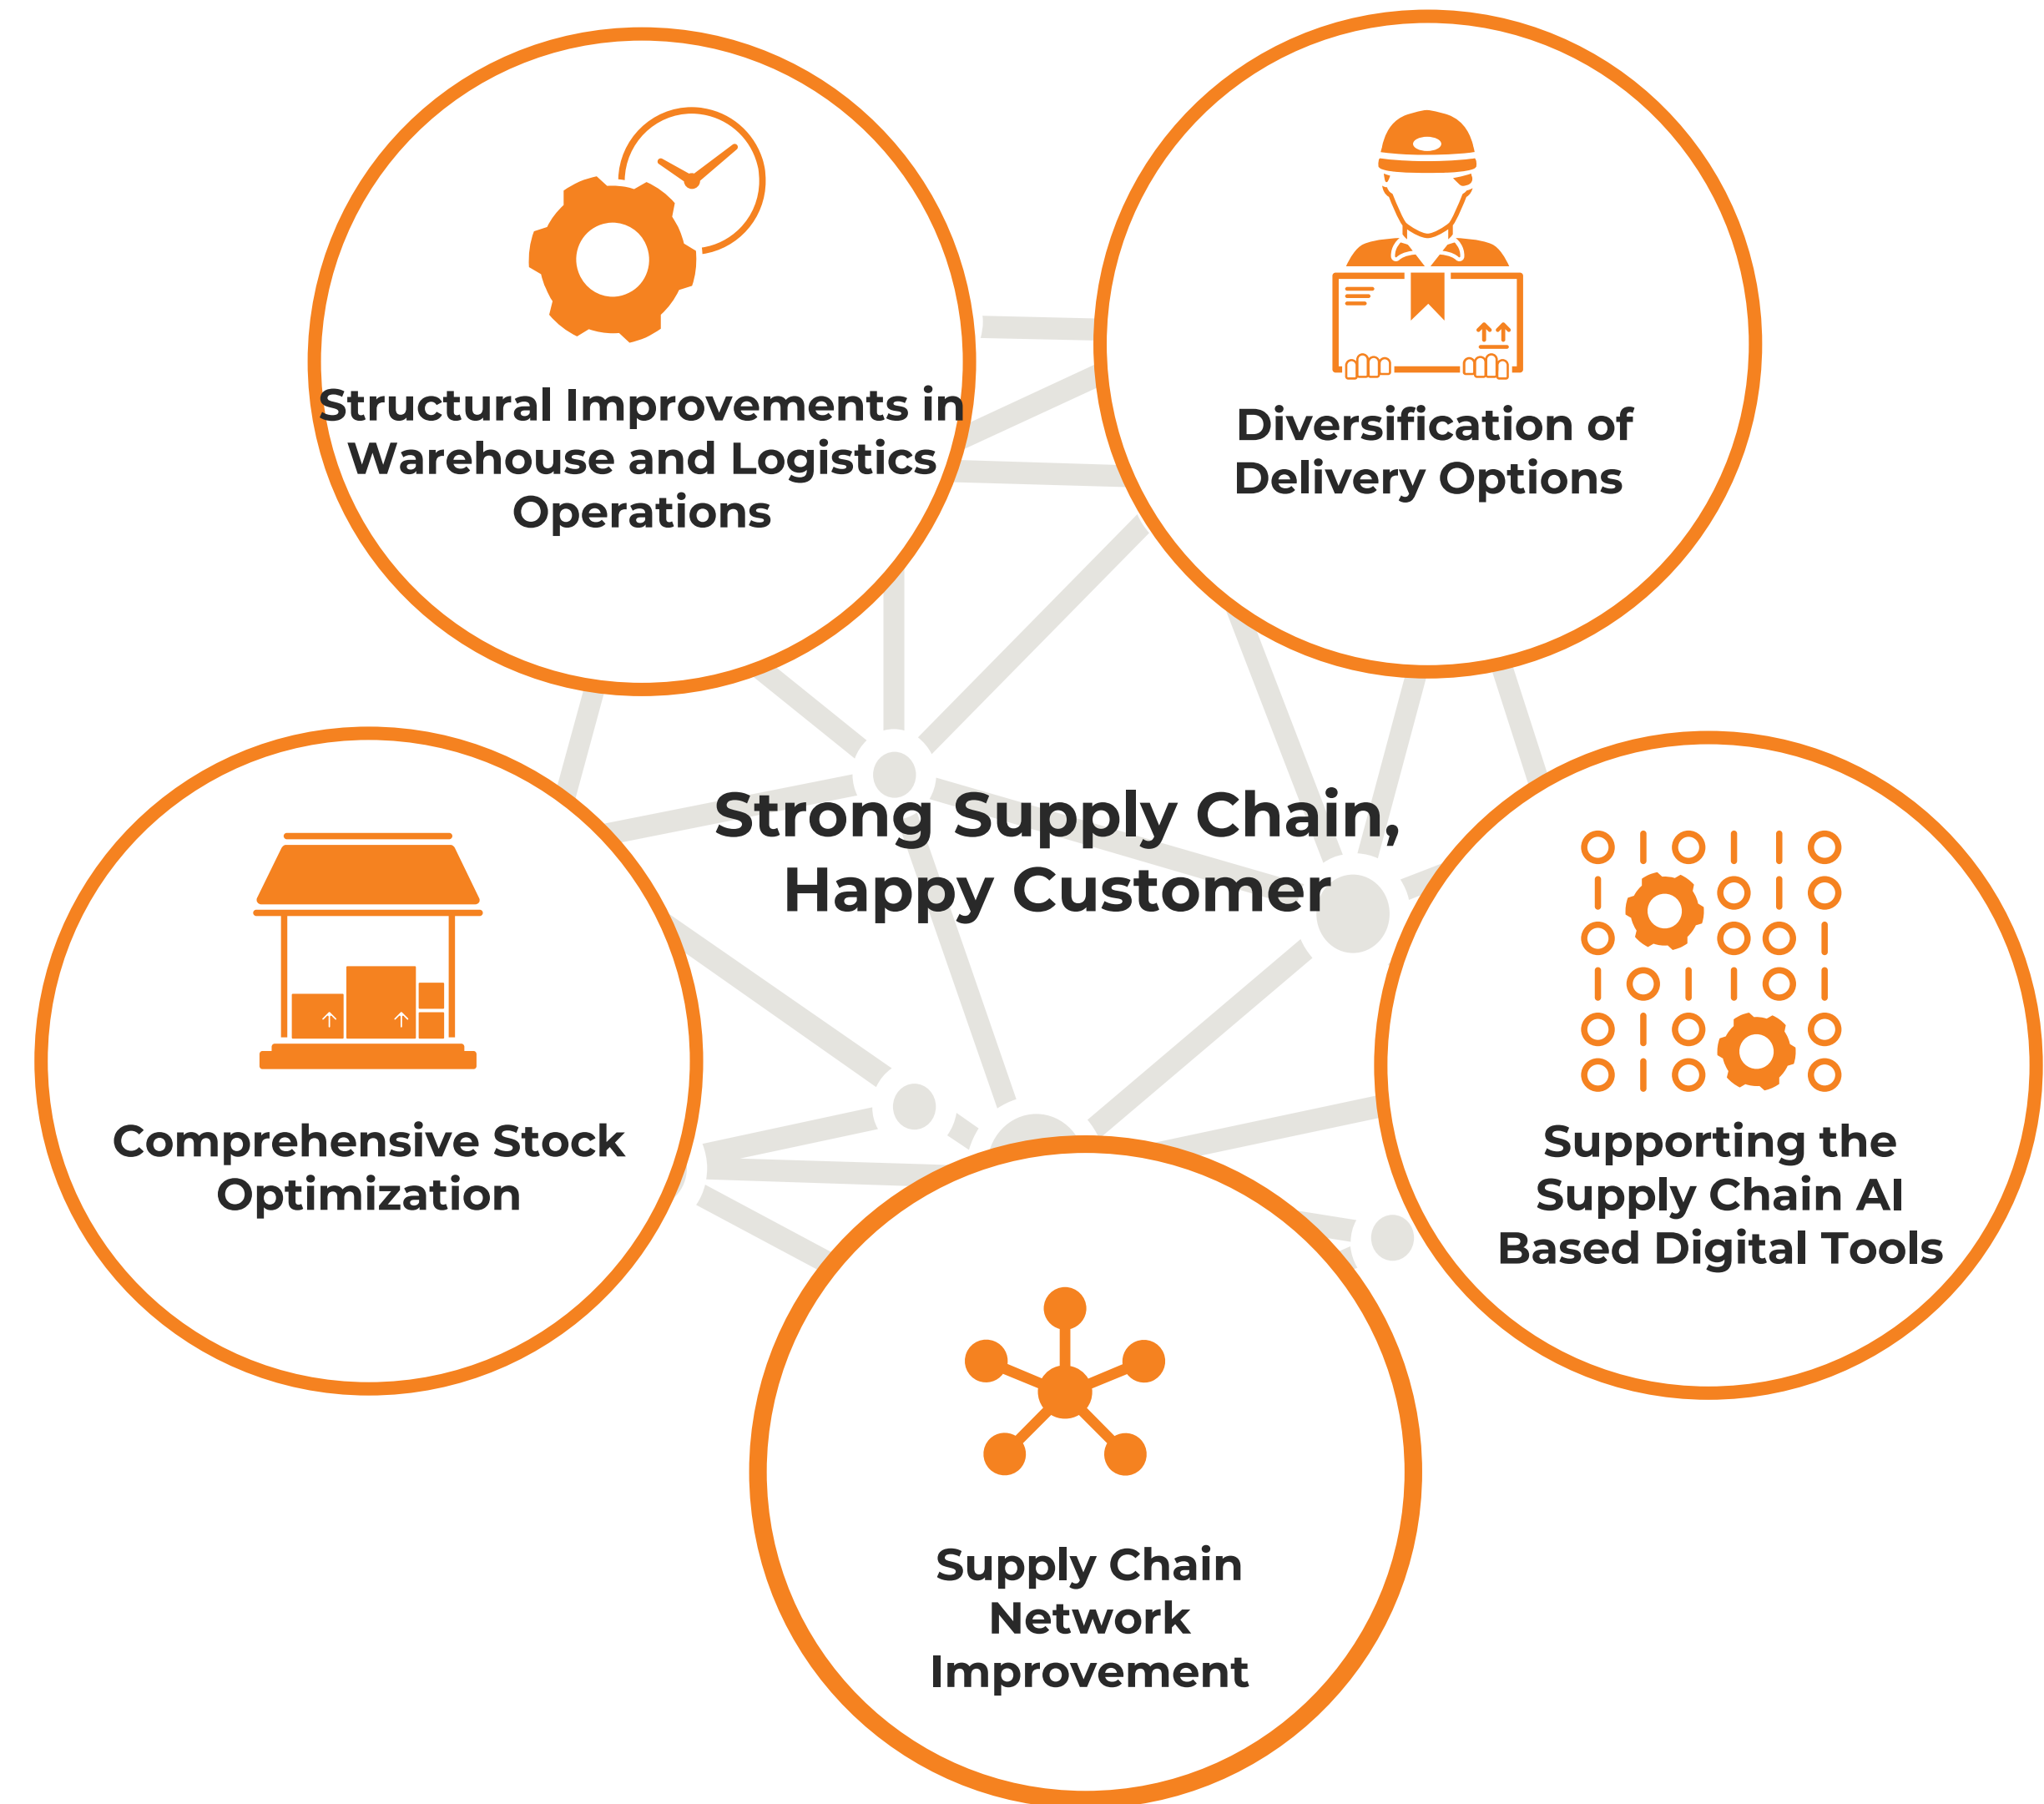 Structural Improvements in
Warehouse and Logistics
Operations
Diversification of
Delivery Options
Strong Supply Chain,
Happy Customer
Comprehensive Stock
Optimization
Supporting the
Supply Chain AI
Based Digital Tools
Supply Chain
Network
Improvement